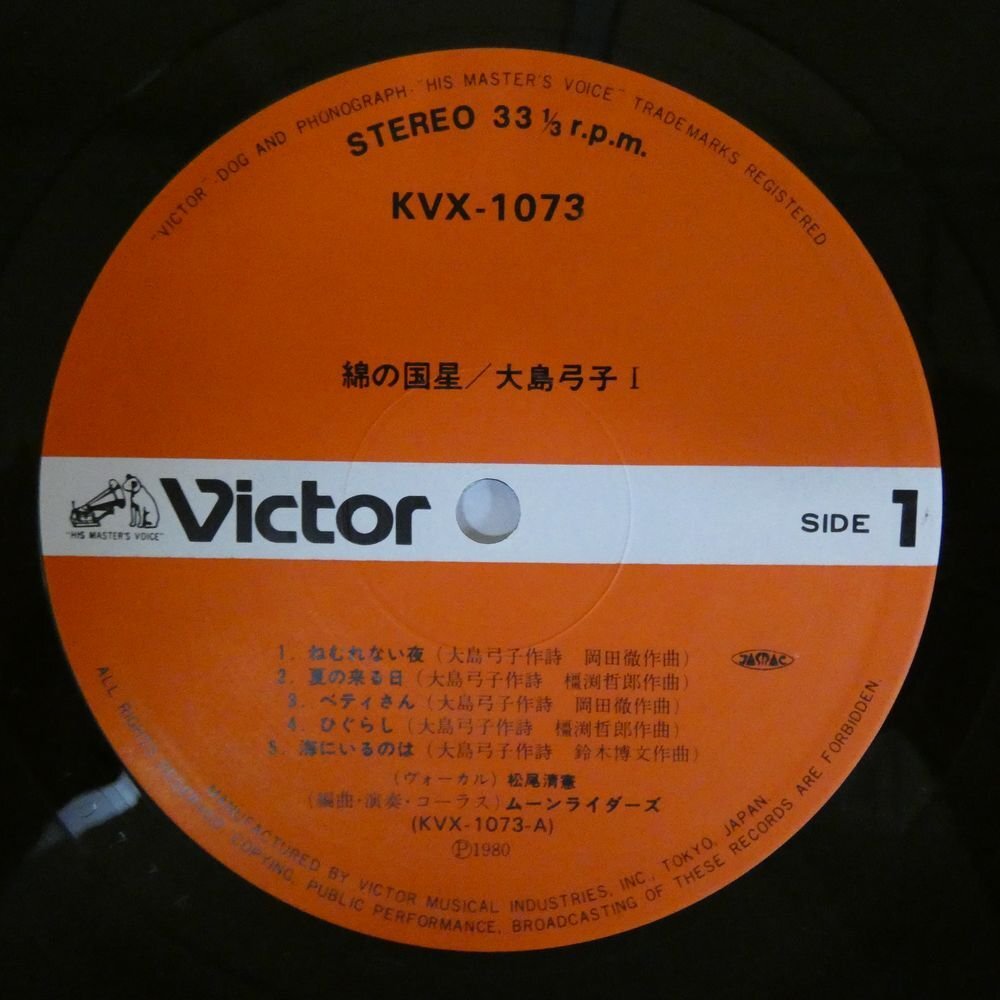 "VICTOR"·DOG AND PHONOGRAPH·"HIS MASTER'S VOICE" TRADEMARKS REGISTERED
STEREO 33 ⅓ r.p.m.
KVX-1073
綿の国星/大島弓子 I
"HIS MASTER'S VOICE"
Victor
SIDE 1
1. ねむれない夜 (大島弓子作詩 岡田徹作曲)
JASRAC
2. 夏の来る日 (大島弓子作詩 橿渕哲郎作曲)
3. ベティさん (大島弓子作詩 岡田徹作曲)
4. ひぐらし (大島弓子作詩 橿渕哲郎作曲)
5. 海にいるのは (大島弓子作詩 鈴木博文作曲)
(ヴォーカル) 松尾清憲
(編曲·演奏·コーラス) ムーンライダーズ
(KVX-1073-A)
Ⓟ1980
MANUFACTURED BY VICTOR MUSICAL INDUSTRIES, INC., TOKYO, JAPAN.
ALL RIGHTS RESERVED COPYING, PUBLIC PERFORMANCE, BROADCASTING OF THESE RECORDS ARE FORBIDDEN.